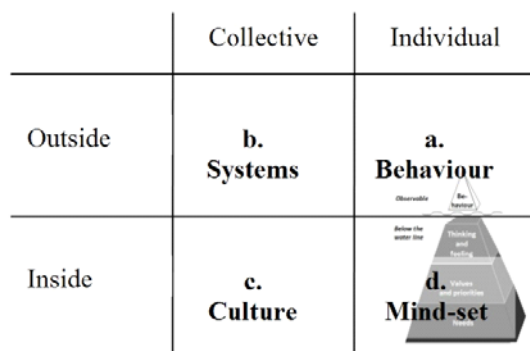 Collective Individual
Outside
b.
Systems
a.
Behaviour
Observable
Be-
haviour
Below the
water line
Thinking
and
feeling
Inside
c.
Culture
d.
Mind-set
Values
and priorities
Needs